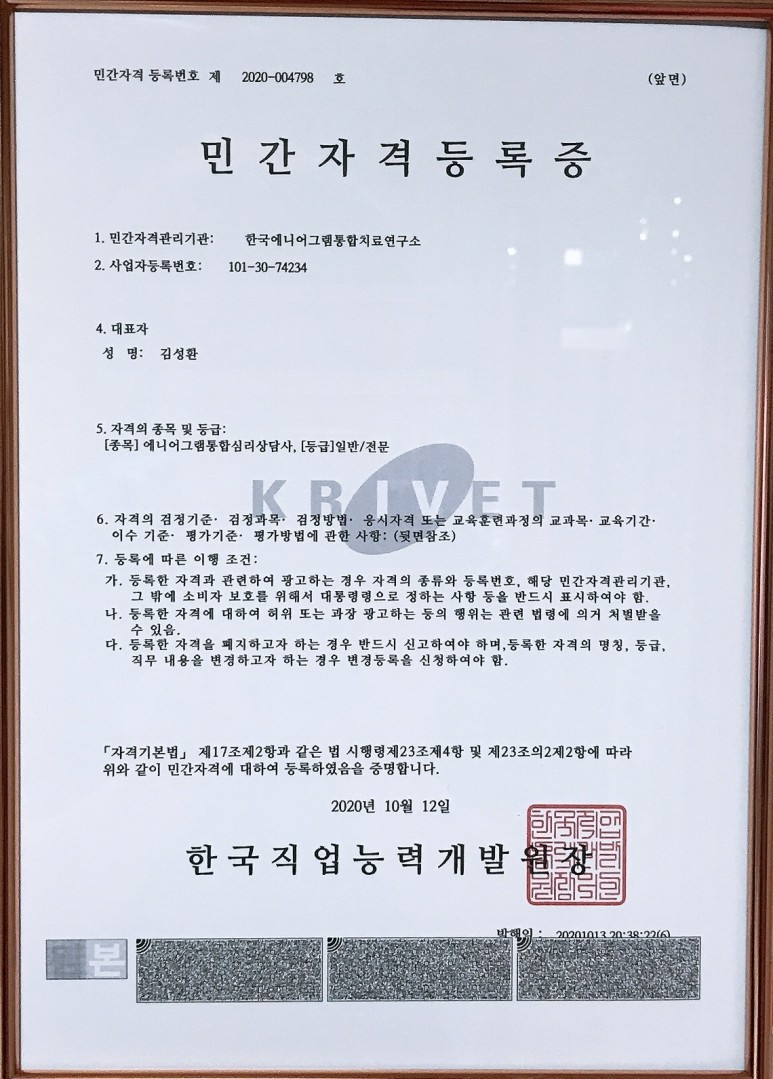 민간자격 등록번호 제 2020-004798 호 (앞면)
민간자격등록증
1. 민간자격관리기관: 한국에니어그램통합치료연구소
2. 사업자등록번호: 101-30-74234
4. 대표자
성 명: 김성환
5. 자격의 종목 및 등급:
[종목] 에니어그램통합심리상담사, [등급]일반/전문
KRIVET
6. 자격의 검정기준· 검정과목· 검정방법· 응시자격 또는 교육훈련과정의 교과목· 교육기간·
이수 기준· 평가기준· 평가방법에 관한 사항: (뒷면참조)
7. 등록에 따른 이행 조건:
가. 등록한 자격과 관련하여 광고하는 경우 자격의 종류와 등록번호, 해당 민간자격관리기관,
그 밖에 소비자 보호를 위해서 대통령령으로 정하는 사항 등을 반드시 표시하여야 함.
나. 등록한 자격에 대하여 허위 또는 과장 광고하는 등의 행위는 관련 법령에 의거 처벌받을
수 있음.
다. 등록한 자격을 폐지하고자 하는 경우 반드시 신고하여야 하며,등록한 자격의 명칭, 등급,
직무 내용을 변경하고자 하는 경우 변경등록을 신청하여야 함.
「자격기본법」 제17조제2항과 같은 법 시행령제23조제4항 및 제23조의2제2항에 따라
위와 같이 민간자격에 대하여 등록하였음을 증명합니다.
2020년 10월 12일
한국직업능력개발원장
발행일 : 20201013 20:38:22(6)
본